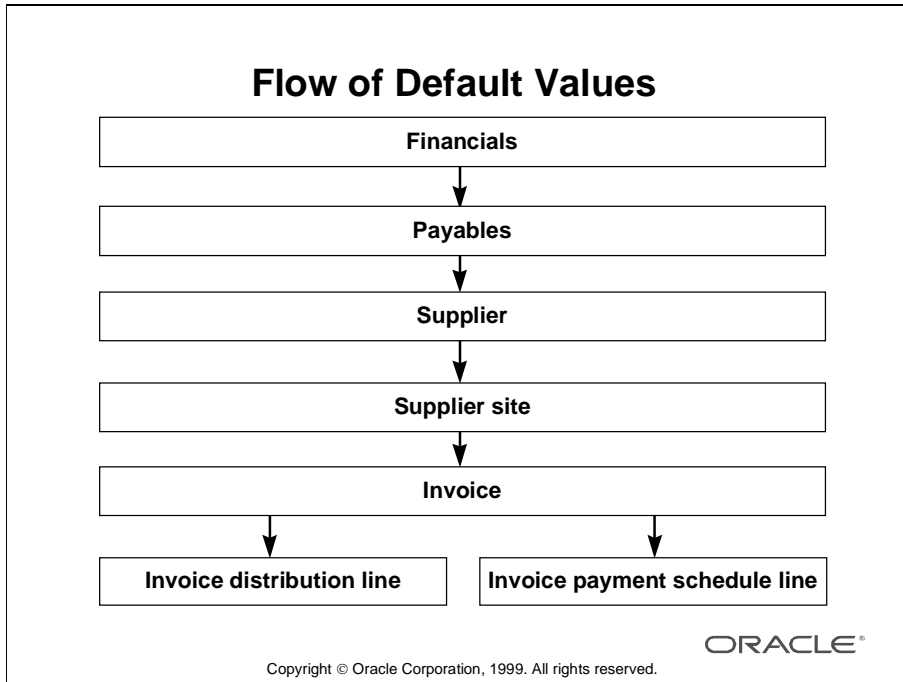 Flow of Default Values
Financials
Payables
Supplier
Supplier site
Invoice
Invoice distribution line
Invoice payment schedule line
ORACLE®
Copyright © Oracle Corporation, 1999. All rights reserved.